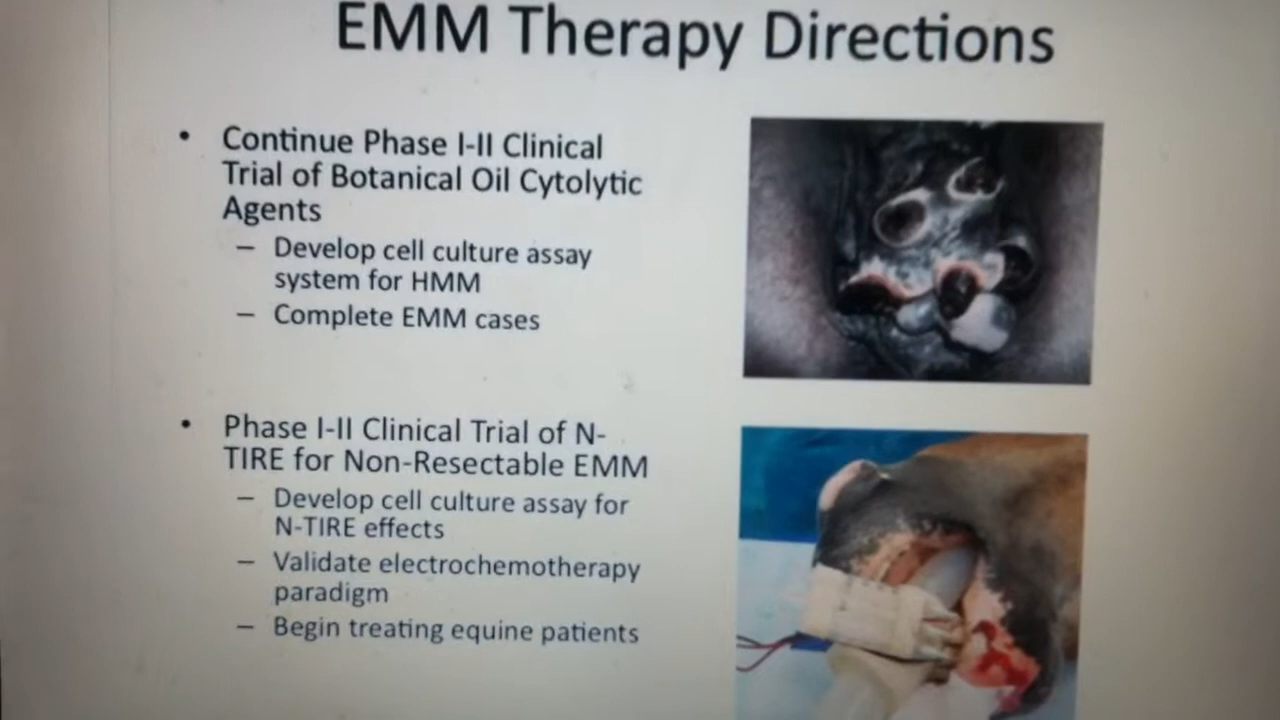 EMM Therapy Directions
• Continue Phase I-II Clinical
Trial of Botanical Oil Cytolytic
Agents
– Develop cell culture assay
system for HMM
– Complete EMM cases
• Phase I-II Clinical Trial of N-
TIRE for Non-Resectable EMM
– Develop cell culture assay for
N-TIRE effects
– Validate electrochemotherapy
paradigm
– Begin treating equine patients